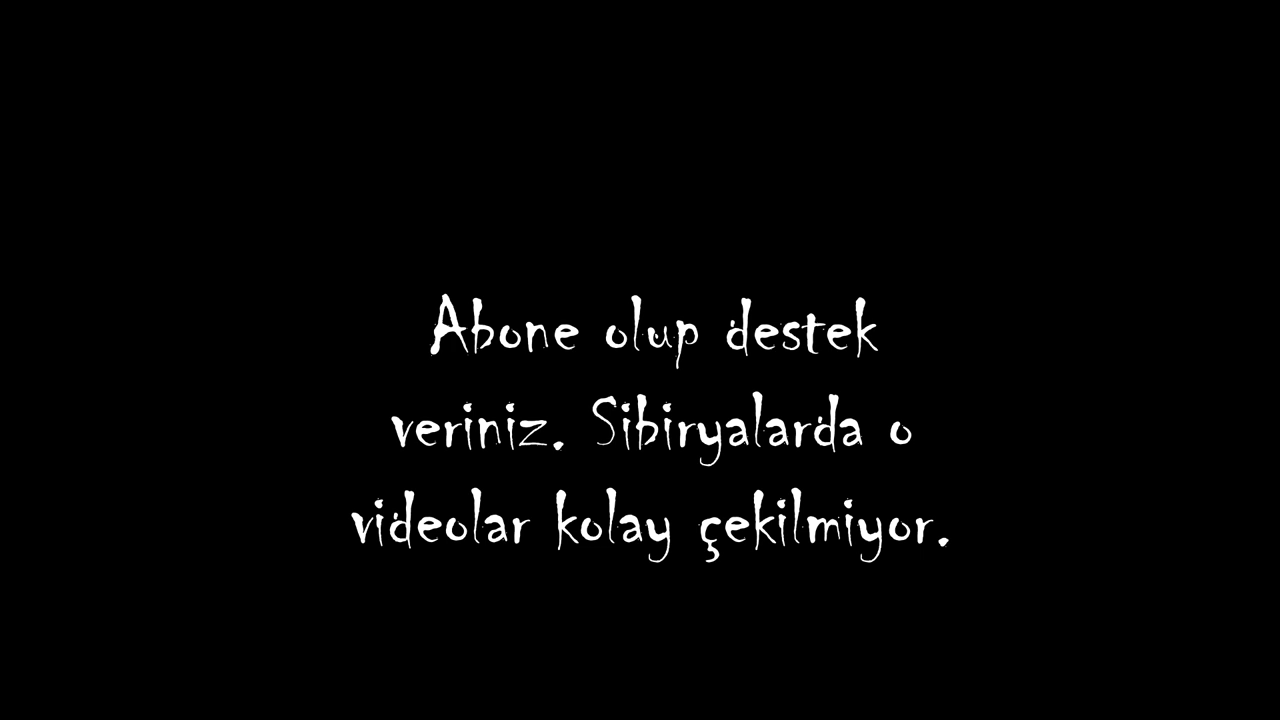 Abone olup destek
veriniz. Sibiryalarda o
videolar kolay çekilmiyor.